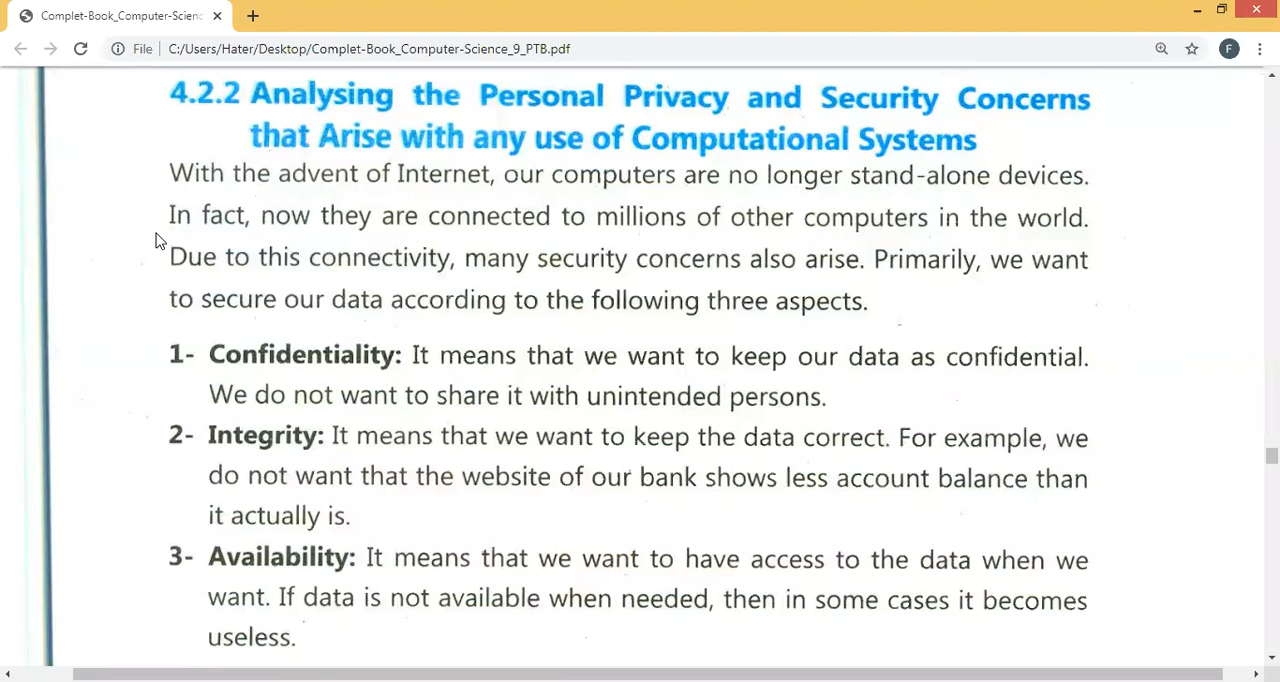 Complet-Book_Computer-Scienc
File
C:/Users/Hater/Desktop/Complet-Book_Computer-Science_9_PTB.pdf
F
4.2.2 Analysing the Personal Privacy and Security Concerns
that Arise with any use of Computational Systems
With the advent of Internet, our computers are no longer stand-alone devices.
In fact, now they are connected to millions of other computers in the world.
Due to this connectivity, many security concerns also arise. Primarily, we want
to secure our data according to the following three aspects.
1- Confidentiality: It means that we want to keep our data as confidential.
We do not want to share it with unintended persons.
2- Integrity: It means that we want to keep the data correct. For example, we
do not want that the website of our bank shows less account balance than
it actually is.
3- Availability: It means that we want to have access to the data when we
want. If data is not available when needed, then in some cases it becomes
useless.